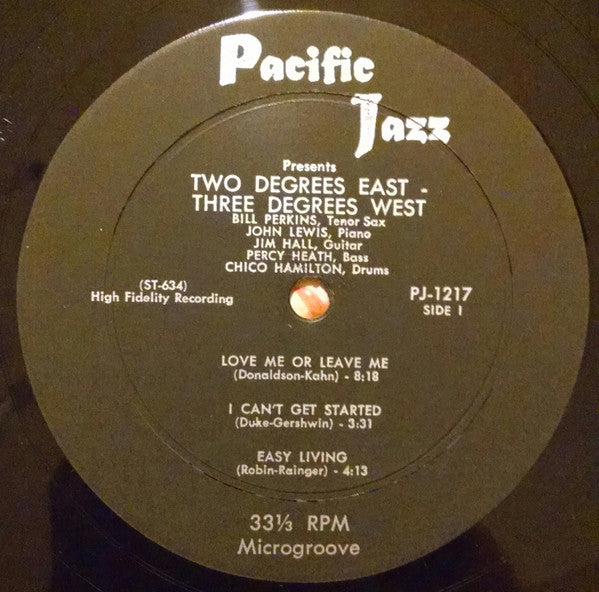 Pacific
Jazz
Presents
TWO DEGREES EAST -
THREE DEGREES WEST
BILL PERKINS, Tenor Sax
JOHN LEWIS, Piano
JIM HALL, Guitar
PERCY HEATH, Bass
CHICO HAMILTON, Drums
(ST-634)
High Fidelity Recording
PJ-1217
SIDE 1
LOVE ME OR LEAVE ME
(Donaldson-Kahn) - 8:18
I CAN'T GET STARTED
(Duke-Gershwin) - 3:31
EASY LIVING
(Robin-Rainger) - 4:13
33⅓ RPM
Microgroove